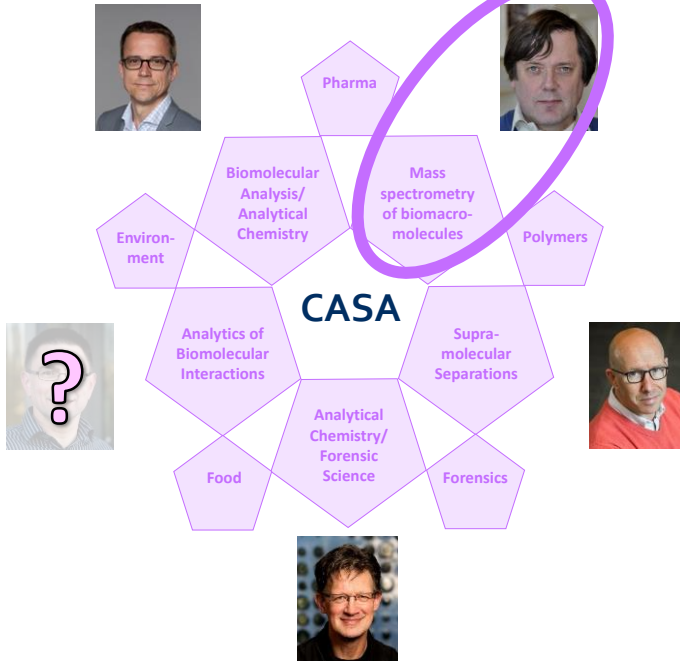 Pharma
Biomolecular
Analysis/
Analytical
Chemistry
Mass
spectrometry
of biomacro-
molecules
Environ-
ment
Polymers
CASA
Analytics of
Biomolecular
Interactions
Supra-
molecular
Separations
?
Analytical
Chemistry/
Forensic
Science
Food
Forensics